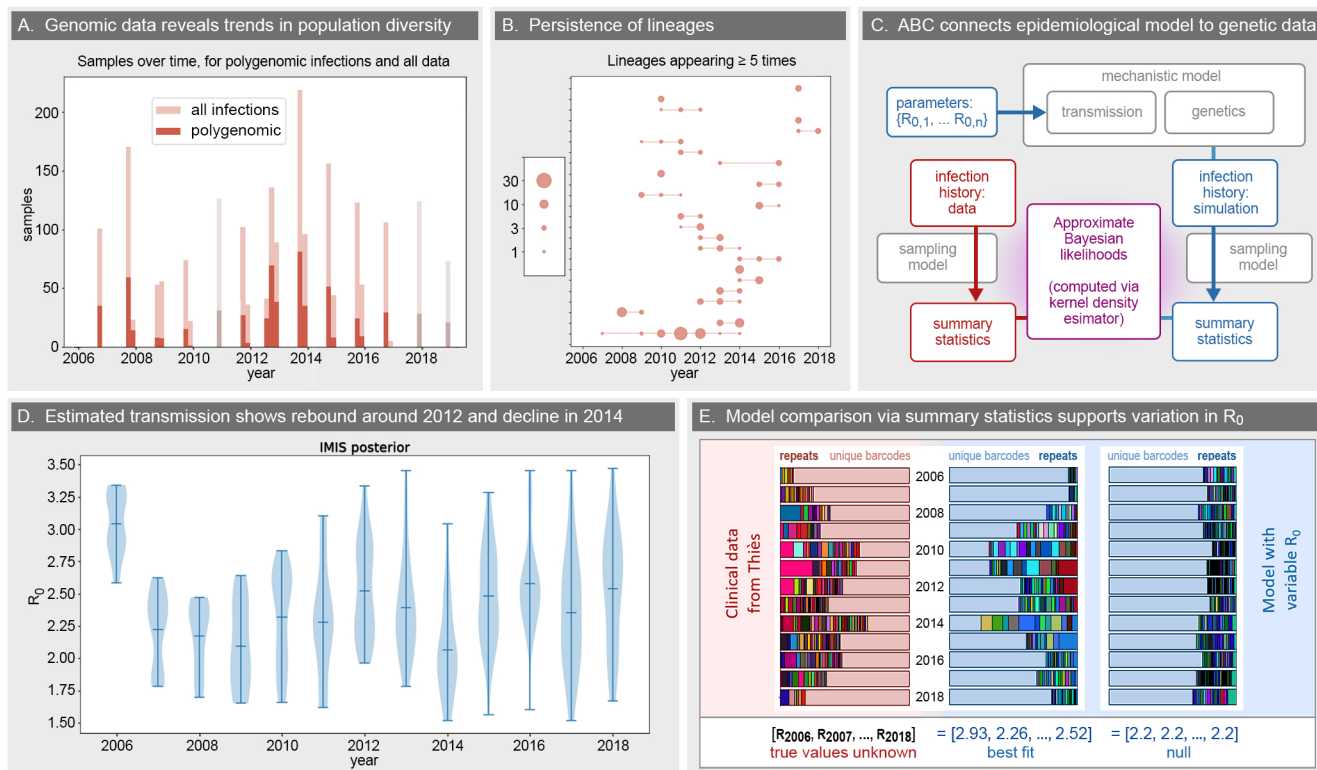 A. Genomic data reveals trends in population diversity
Samples over time, for polygenomic infections and all data
all infections
polygenomic
samples
200
150
100
50
0
2006 2008 2010 2012 2014 2016 2018
year
B. Persistence of lineages
Lineages appearing ≥ 5 times
30
10
3
1
2006 2008 2010 2012 2014 2016 2018
year
C. ABC connects epidemiological model to genetic data
mechanistic model
parameters:
{R0,1, ... R0,n}
transmission
genetics
infection
history:
data
infection
history:
simulation
Approximate
Bayesian
likelihoods
(computed via
kernel density
esimator)
sampling
model
sampling
model
summary
statistics
summary
statistics
D. Estimated transmission shows rebound around 2012 and decline in 2014
IMIS posterior
R0
3.50
3.25
3.00
2.75
2.50
2.25
2.00
1.75
1.50
2006 2008 2010 2012 2014 2016 2018
year
E. Model comparison via summary statistics supports variation in R0
repeats unique barcodes
unique barcodes repeats
unique barcodes repeats
2006
2008
2010
2012
2014
2016
2018
Clinical data
from Thiès
Model with
variable R0
[R2006, R2007, ..., R2018]
true values unknown
= [2.93, 2.26, ..., 2.52]
best fit
= [2.2, 2.2, ..., 2.2]
null